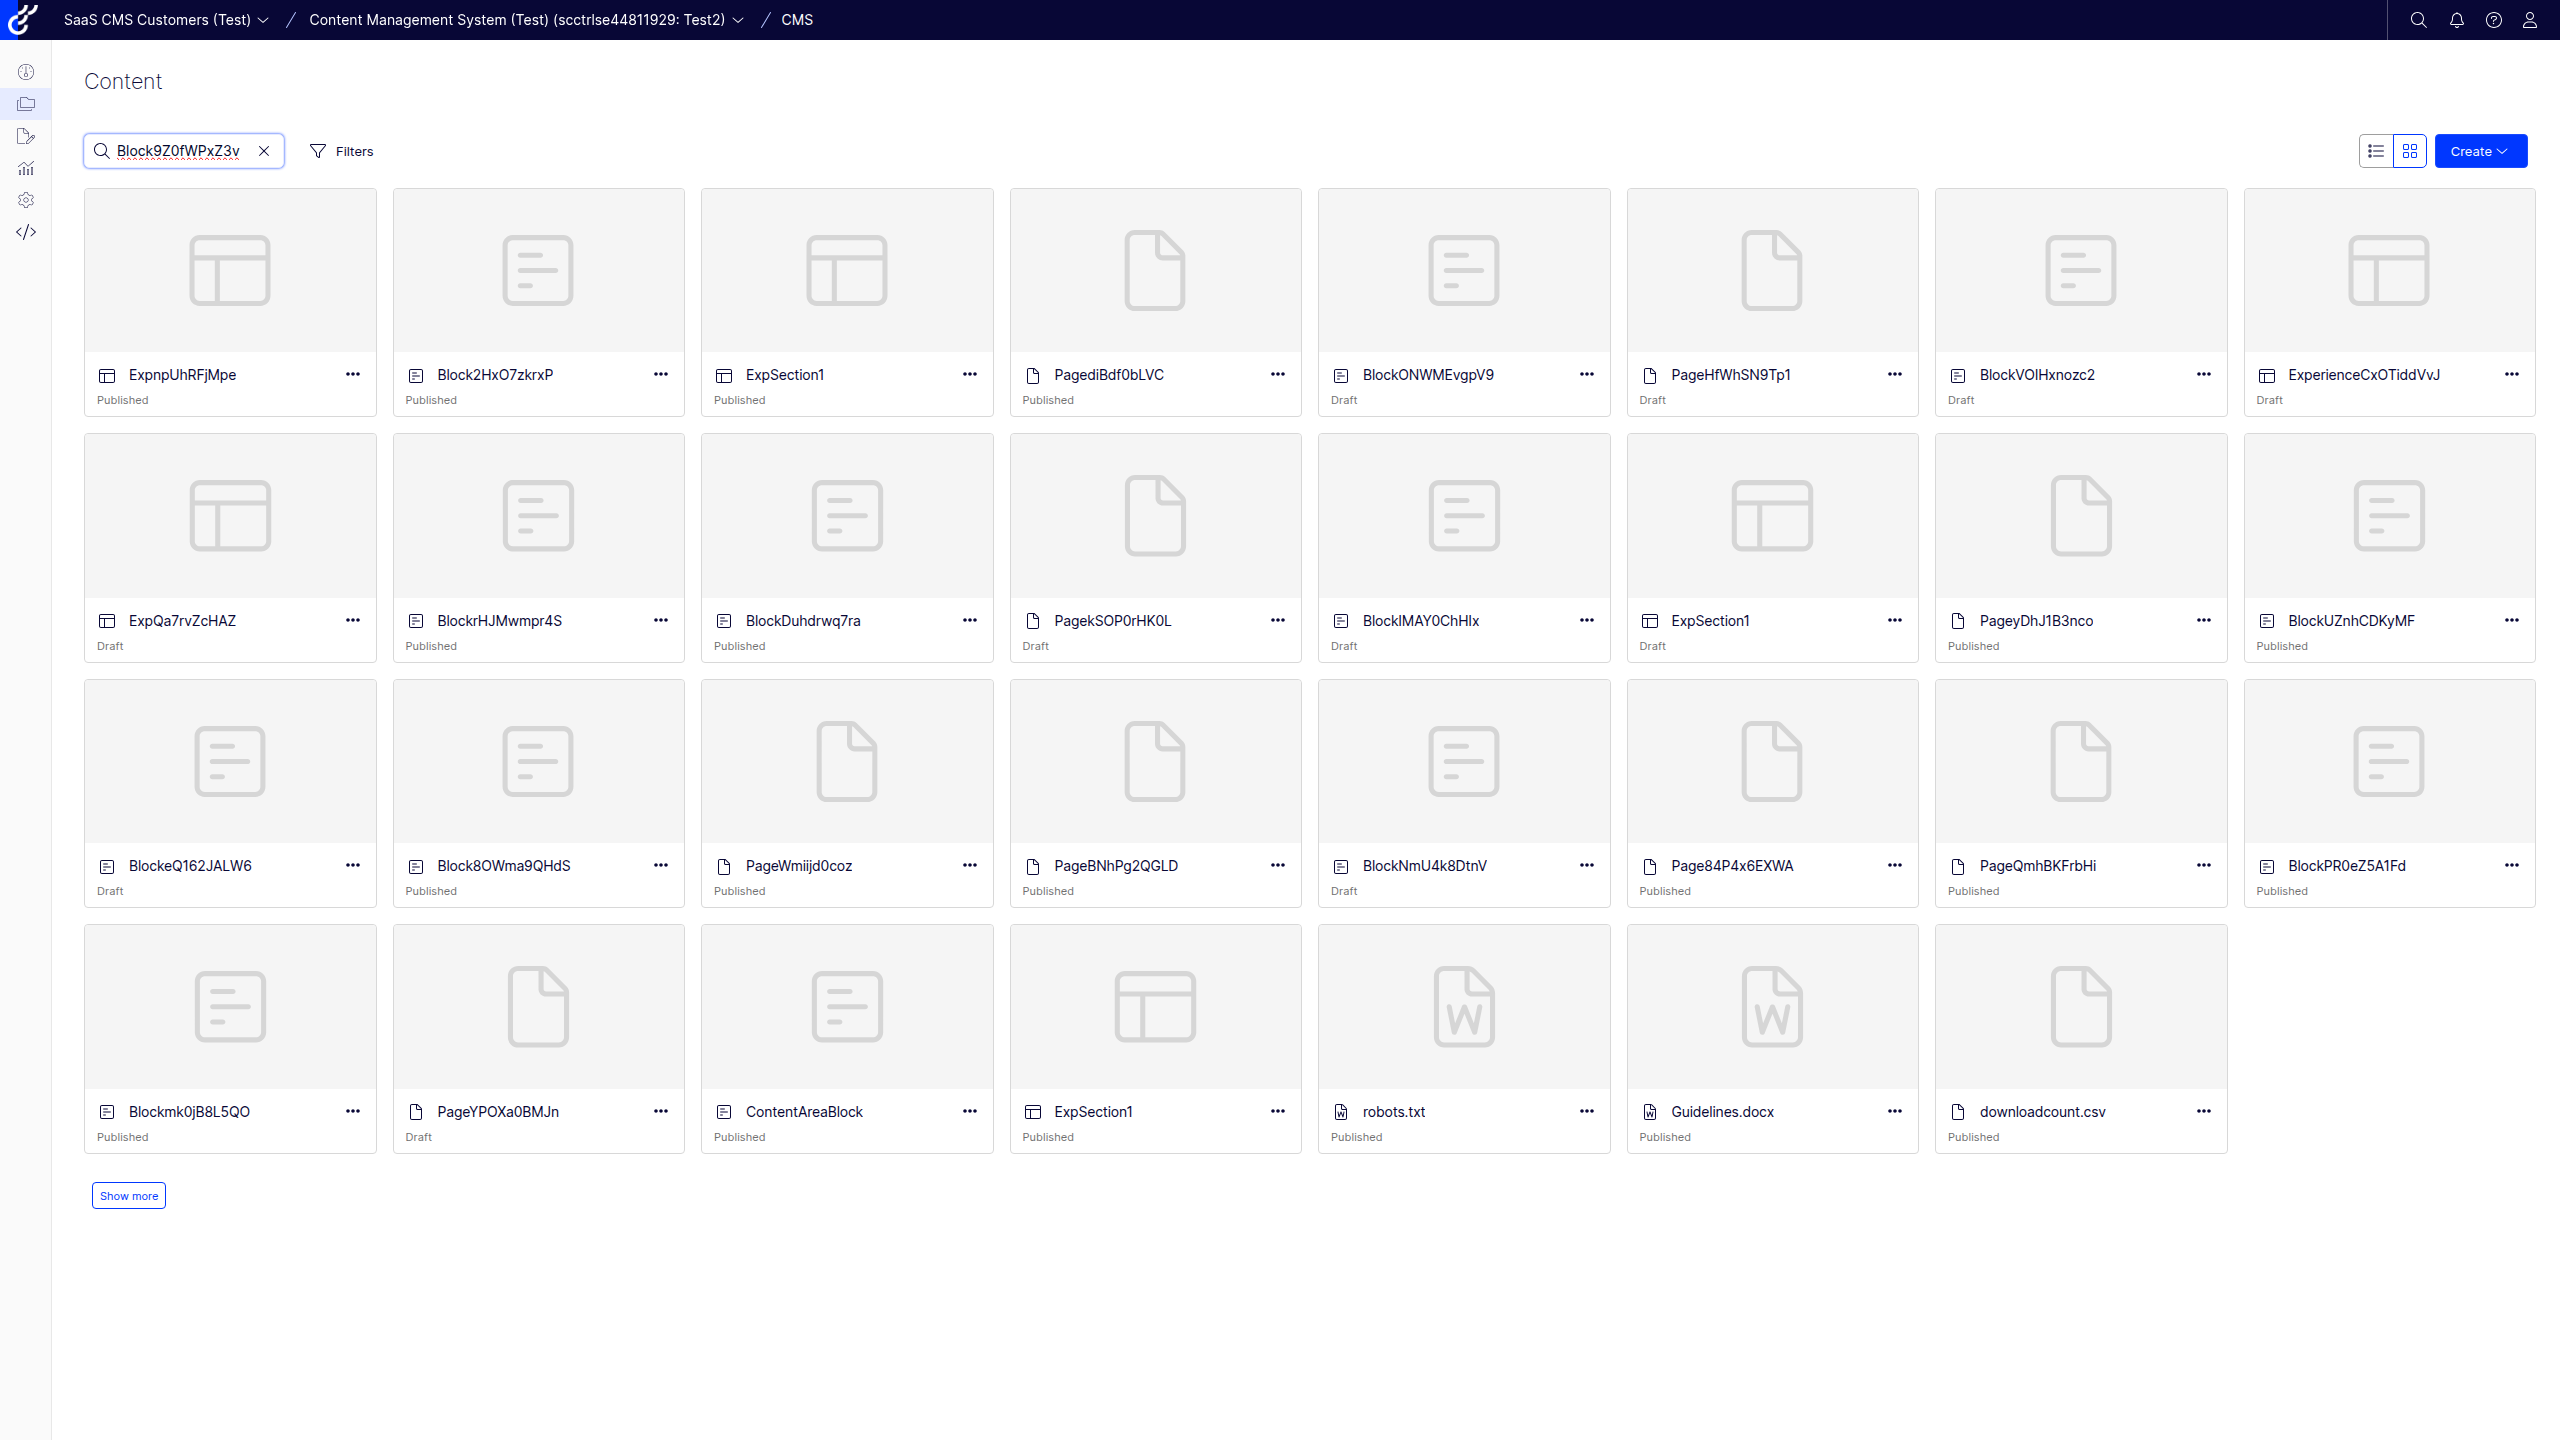 SaaS CMS Customers (Test) / Content Management System (Test) (scctrlse44811929: Test2) / CMS
Content
Block9Z0fWPxZ3v Filters Create
ExpnpUhRFjMpe Block2HxO7zkrxP ExpSection1 PagediBdf0bLVC BlockONWMEvgpV9 PageHfWhSN9Tp1 BlockVOlHxnozc2 ExperienceCxOTiddVvJ
Published Published Published Published Draft Draft Draft Draft
ExpQa7rvZcHAZ BlockrHJMwmpr4S BlockDuhdrwq7ra PagekSOP0rHK0L BlocklMAY0ChHIx ExpSection1 PageyDhJ1B3nco BlockUZnhCDKyMF
Draft Published Published Draft Draft Draft Published Published
BlockeQ162JALW6 Block8OWma9QHdS PageWmiijd0coz PageBNhPg2QGLD BlockNmU4k8DtnV Page84P4x6EXWA PageQmhBKFrbHi BlockPR0eZ5A1Fd
Draft Published Published Published Draft Published Published Published
Blockmk0jB8L5QO PageYPOXa0BMJn ContentAreaBlock ExpSection1 robots.txt Guidelines.docx downloadcount.csv
Published Draft Published Published Published Published Published
Show more